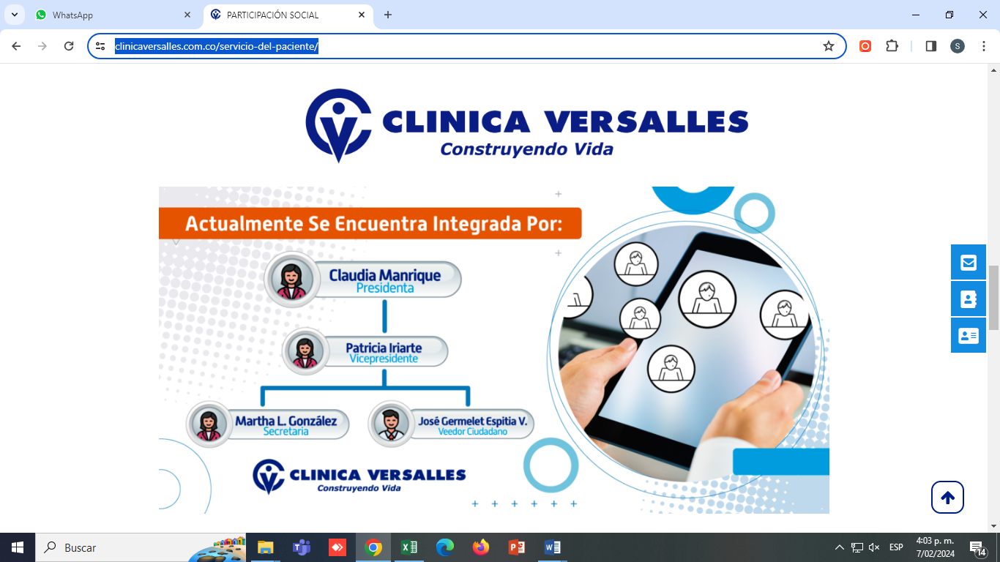 WhatsApp
PARTICIPACIÓN SOCIAL
clinicaversalles.com.co/servicio-del-paciente/
S
CLINICA VERSALLES
Construyendo Vida
Actualmente Se Encuentra Integrada Por:
Claudia Manrique
Presidenta
Patricia Iriarte
Vicepresidente
Martha L. González
Secretaria
José Germelet Espitia V.
Veedor Ciudadano
CLINICA VERSALLES
Construyendo Vida
Buscar
ESP
4:03 p. m.
7/02/2024
14